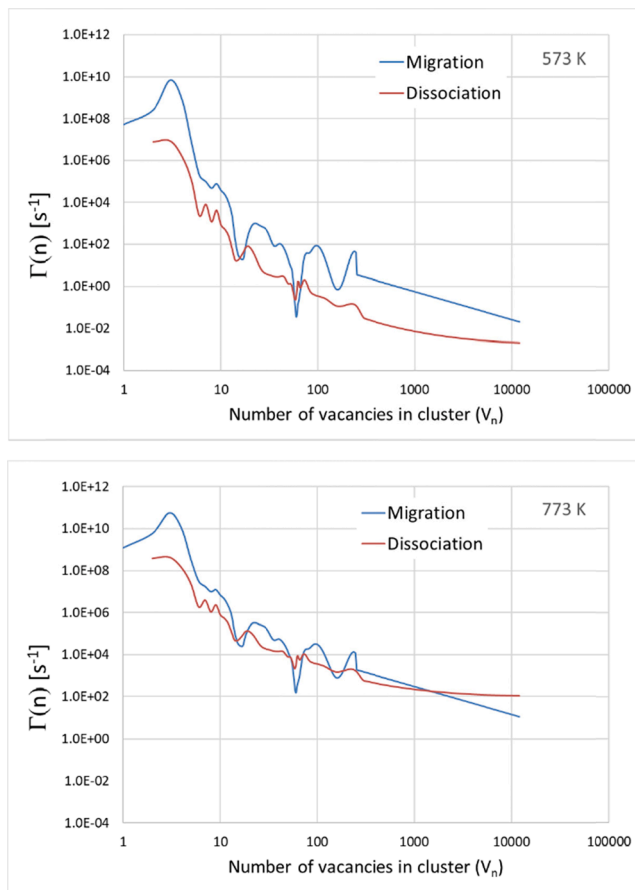 1.0E+12
1.0E+10
1.0E+08
1.0E+06
1.0E+04
1.0E+02
1.0E+00
1.0E-02
1.0E-04
Γ(n) [s⁻¹]
Migration
Dissociation
573 K
1 10 100 1000 10000 100000
Number of vacancies in cluster (Vₙ)
1.0E+12
1.0E+10
1.0E+08
1.0E+06
1.0E+04
1.0E+02
1.0E+00
1.0E-02
1.0E-04
Γ(n) [s⁻¹]
Migration
Dissociation
773 K
1 10 100 1000 10000 100000
Number of vacancies in cluster (Vₙ)